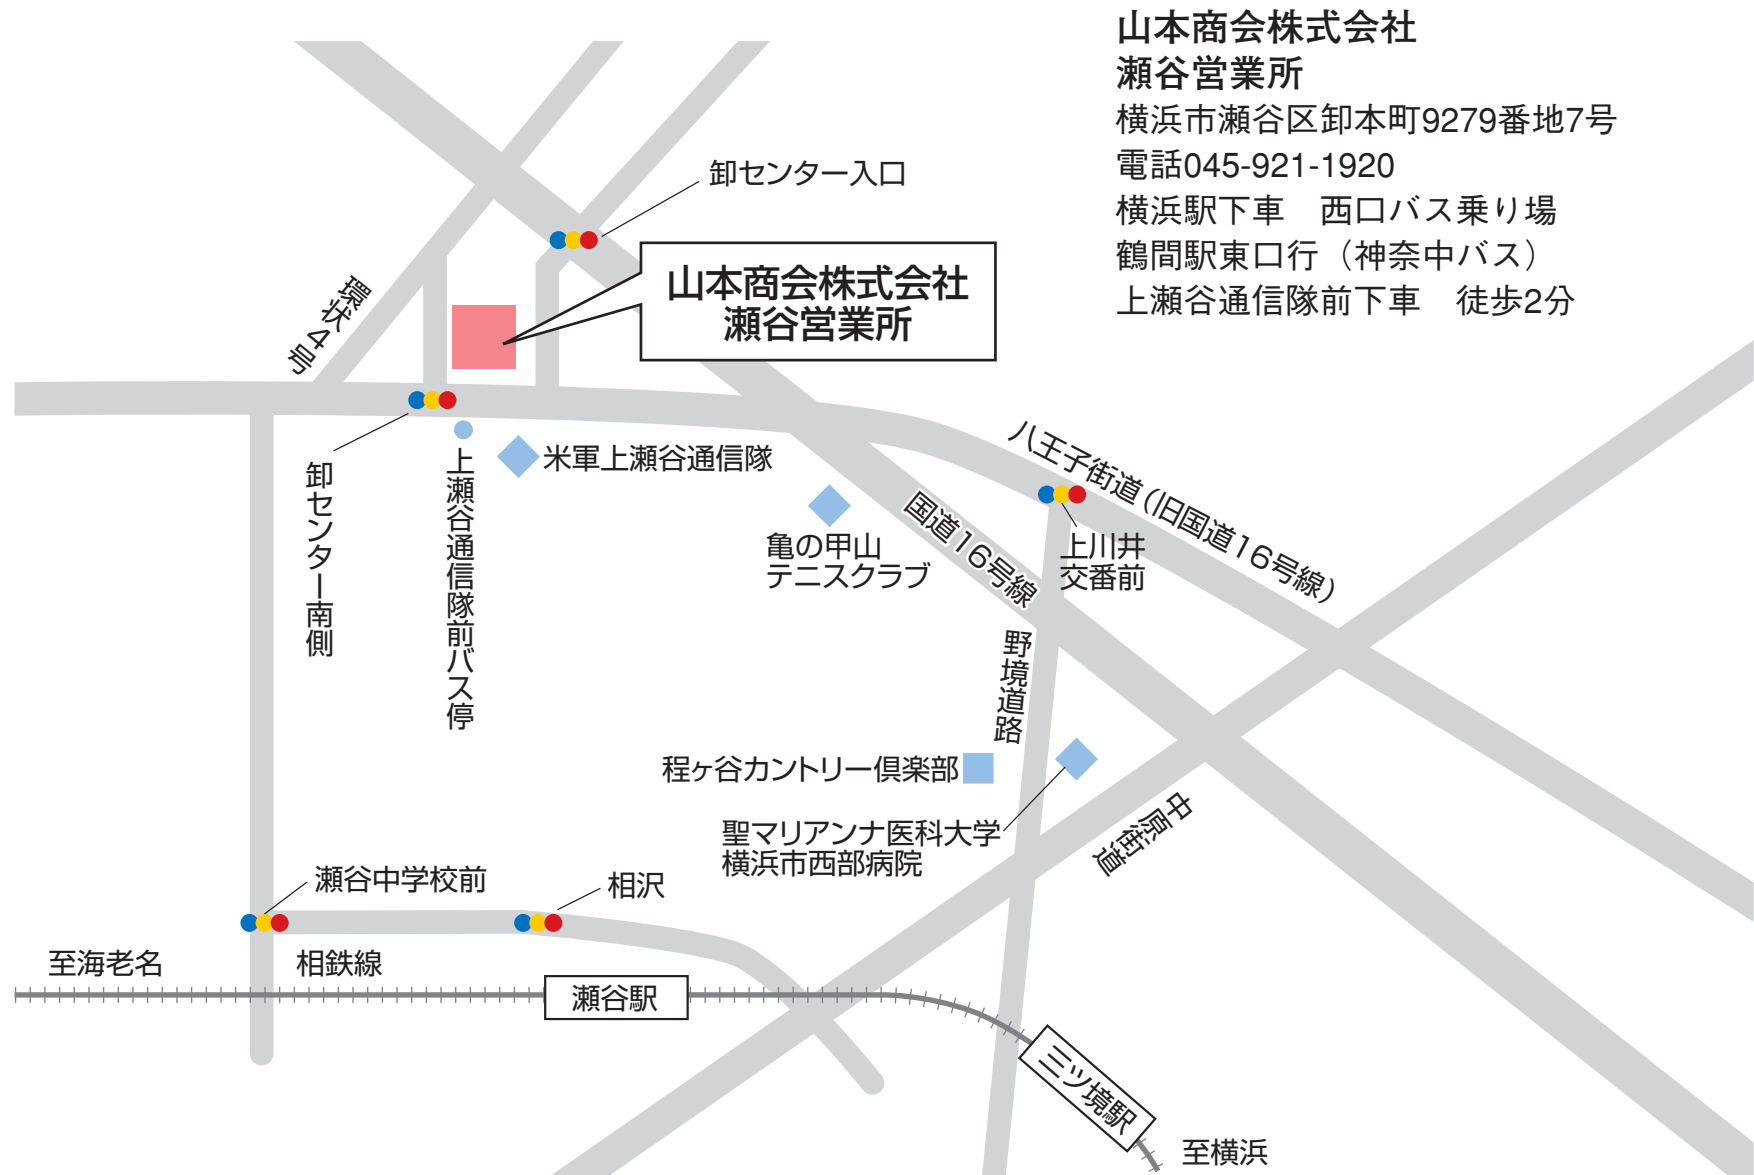 山本商会株式会社
瀬谷営業所
横浜市瀬谷区卸本町9279番地7号
電話045-921-1920
横浜駅下車　西口バス乗り場
鶴間駅東口行（神奈中バス）
上瀬谷通信隊前下車　徒歩2分
卸センター入口
山本商会株式会社
瀬谷営業所
環状4号
卸センター南側
上瀬谷通信隊前バス停
米軍上瀬谷通信隊
亀の甲山
テニスクラブ
国道16号線
八王子街道（旧国道16号線）
上川井
交番前
野境道路
程ヶ谷カントリー倶楽部
聖マリアンナ医科大学
横浜市西部病院
中原街道
瀬谷中学校前
相沢
至海老名
相鉄線
瀬谷駅
三ツ境駅
至横浜